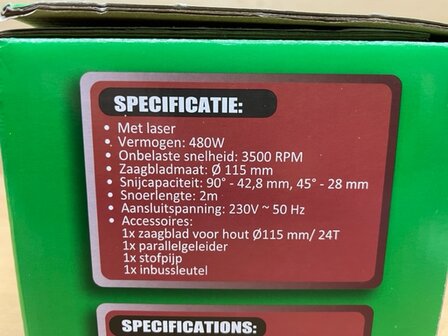 SPECIFICATIE:
• Met laser
• Vermogen: 480W
• Onbelaste snelheid: 3500 RPM
• Zaagbladmaat: Ø 115 mm
• Snijcapaciteit: 90° - 42,8 mm, 45° - 28 mm
• Snoerlengte: 2m
• Aansluitspanning: 230V ~ 50 Hz
• Accessoires:
1x zaagblad voor hout Ø115 mm/ 24T
1x parallelgeleider
1x stofpijp
1x inbussleutel
SPECIFICATIONS: